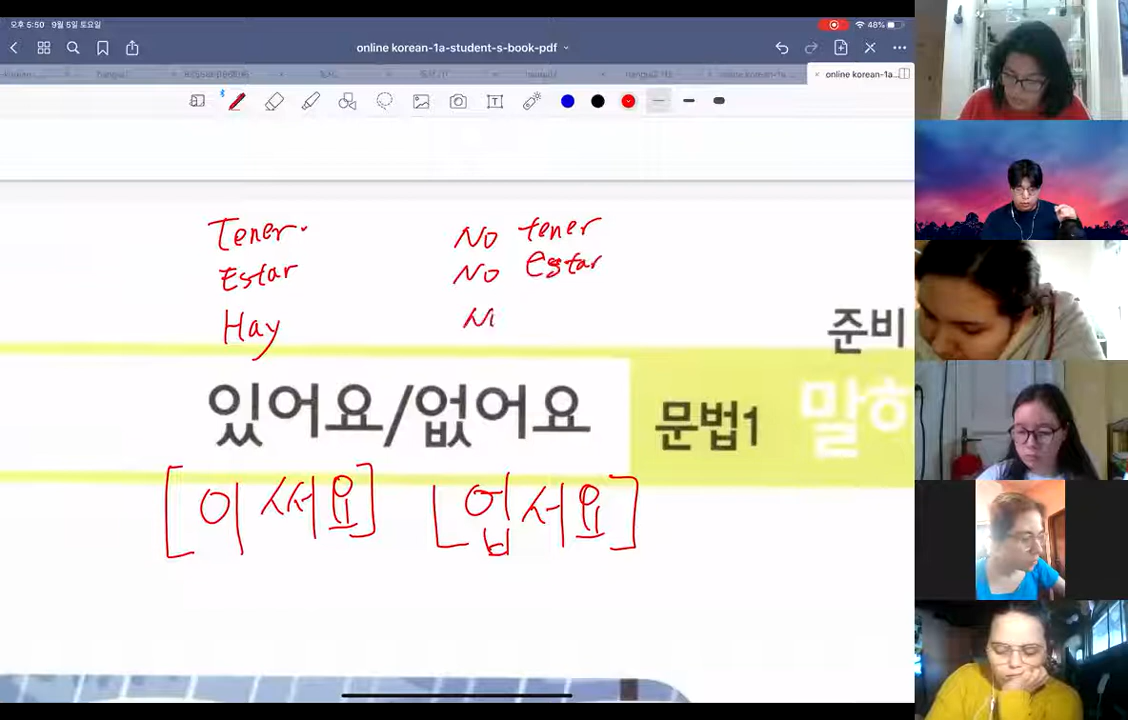 오후 5:50 9월 5일 토요일
48%
online korean-1a-student-s-book-pdf
online korean-1a...
Tener.
No tener
Estar
No Estar
Hay
준비
있어요/없어요
문법1
말하
[이써요] [업서요]